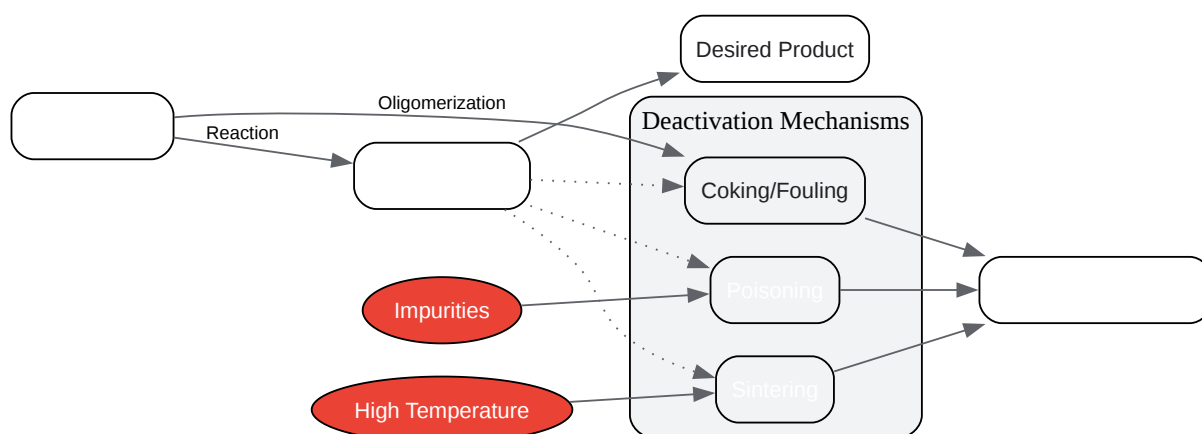 Desired Product
Oligomerization
Deactivation Mechanisms
Reaction
Coking/Fouling
Poisoning
Impurities
Sintering
High Temperature